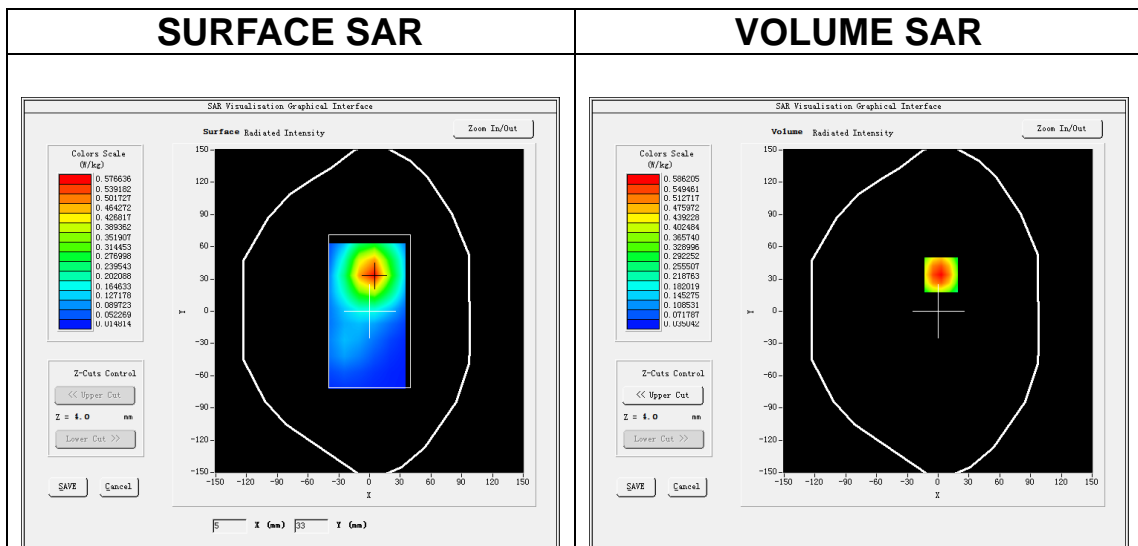 SURFACE SAR
VOLUME SAR
SAR Visualisation Graphical Interface
Surface Radiated Intensity
Zoom In/Out
Colors Scale
(W/kg)
0.576636
0.539182
0.501727
0.464272
0.426817
0.389362
0.351907
0.314453
0.276998
0.239543
0.202088
0.164633
0.127178
0.089723
0.052269
0.014814
150
120
90
60
30
0
-30
-60
-90
-120
-150
Y
-150 -120 -90 -60 -30 0 30 60 90 120 150
X
Z-Cuts Control
<< Upper Cut
Z = 4.0 mm
Lower Cut >>
SAVE Cancel
5 X (mm) 33 Y (mm)
SAR Visualisation Graphical Interface
Volume Radiated Intensity
Zoom In/Out
Colors Scale
(W/kg)
0.586205
0.549461
0.512717
0.475972
0.439228
0.402484
0.365740
0.328996
0.292252
0.255507
0.218763
0.182019
0.145275
0.108531
0.071787
0.035042
150
120
90
60
30
0
-30
-60
-90
-120
-150
Y
-150 -120 -90 -60 -30 0 30 60 90 120 150
X
Z-Cuts Control
<< Upper Cut
Z = 4.0 mm
Lower Cut >>
SAVE Cancel